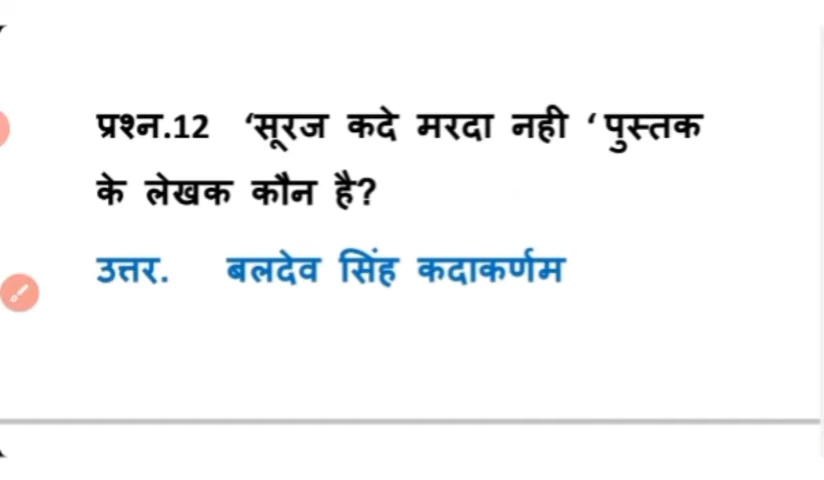 प्रश्न.12 ‘सूरज कदे मरदा नही ‘पुस्तक
के लेखक कौन है?
उत्तर. बलदेव सिंह कदाकर्णम